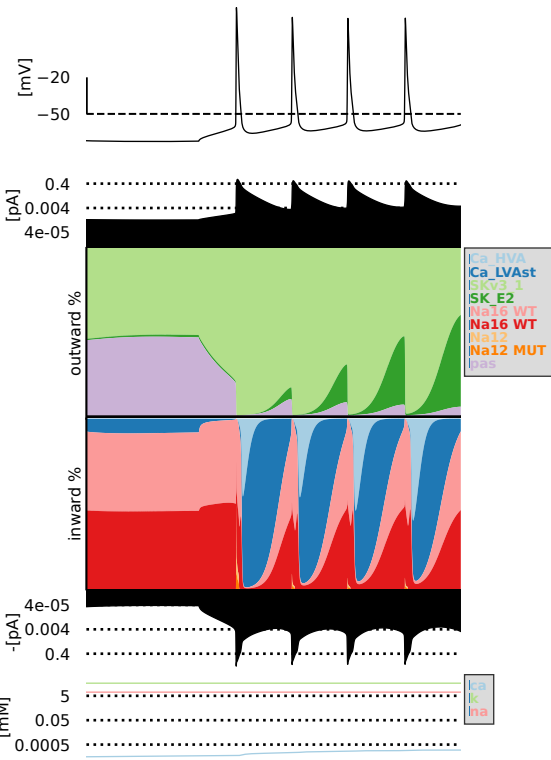 [mV]
−20
−50
[pA]
0.4
0.004
4e-05
outward %
Ca_HVA
Ca_LVAst
SKv3_1
SK_E2
Na16 WT
Na16 WT
Na12
Na12 MUT
pas
inward %
-[pA]
4e-05
0.004
0.4
[mM]
5
0.05
0.0005
ca
k
na